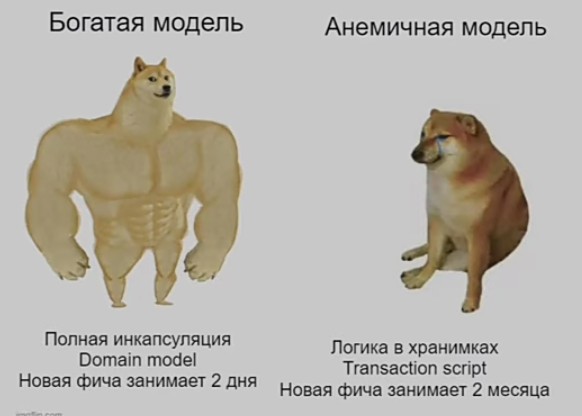 Богатая модель
Анемичная модель
Полная инкапсуляция
Domain model
Новая фича занимает 2 дня
Логика в хранимках
Transaction script
Новая фича занимает 2 месяца